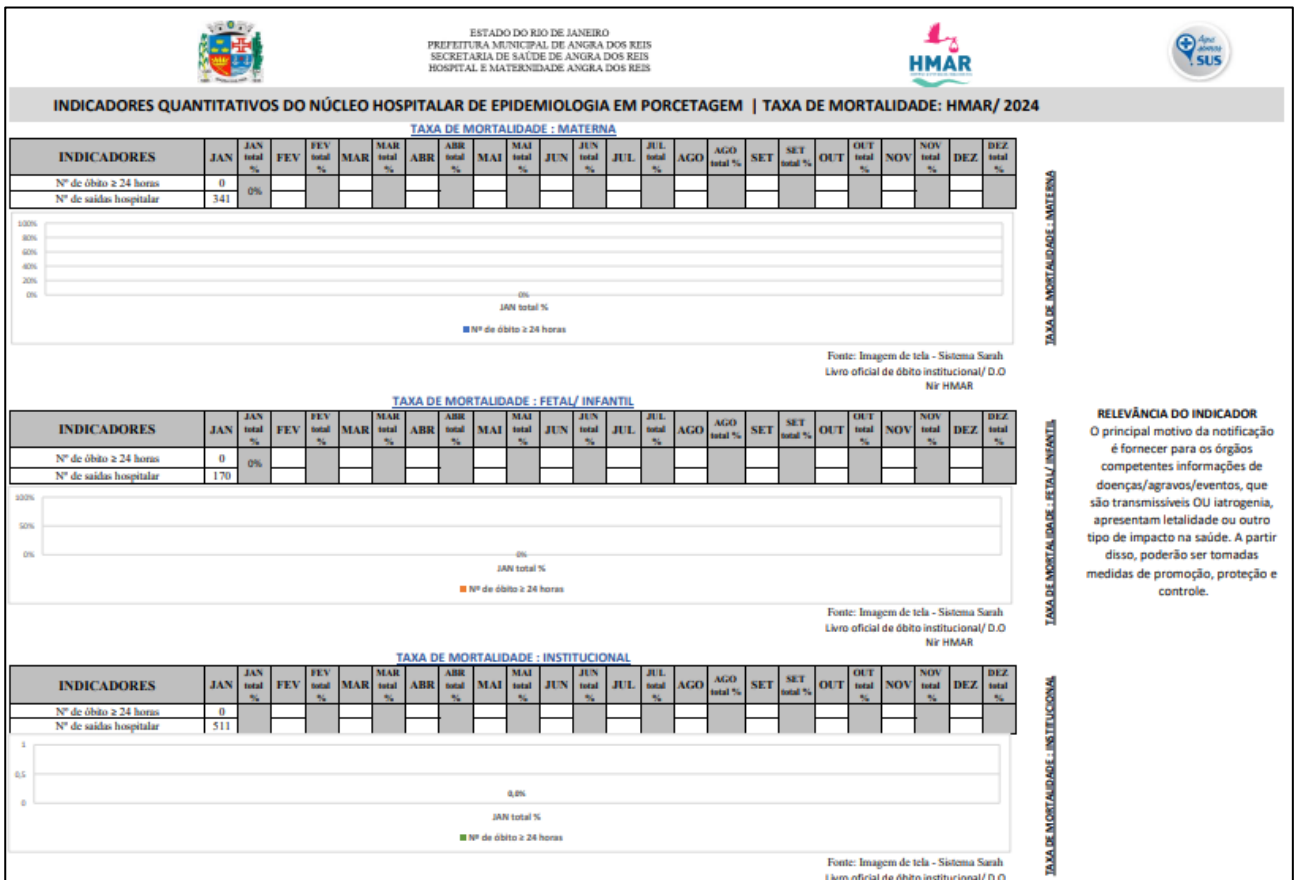 ESTADO DO RIO DE JANEIRO
PREFEITURA MUNICIPAL DE ANGRA DOS REIS
SECRETARIA DE SAÚDE DE ANGRA DOS REIS
HOSPITAL E MATERNIDADE ANGRA DOS REIS
HMAR
Aqui
somos
SUS
INDICADORES QUANTITATIVOS DO NÚCLEO HOSPITALAR DE EPIDEMIOLOGIA EM PORCETAGEM | TAXA DE MORTALIDADE: HMAR/ 2024
TAXA DE MORTALIDADE : MATERNA
INDICADORES JAN JAN total % FEV FEV total % MAR MAR total % ABR ABR total % MAI MAI total % JUN JUN total % JUL JUL total % AGO AGO total % SET SET total % OUT OUT total % NOV NOV total % DEZ DEZ total %
Nº de óbito ≥ 24 horas 0 0%
Nº de saídas hospitalar 341
100%
80%
60%
40%
20%
0%
0%
JAN total %
Nº de óbito ≥ 24 horas
TAXA DE MORTALIDADE : MATERNA
Fonte: Imagem de tela - Sistema Sarah
Livro oficial de óbito institucional/ D.O
Nir HMAR
TAXA DE MORTALIDADE : FETAL/ INFANTIL
INDICADORES JAN JAN total % FEV FEV total % MAR MAR total % ABR ABR total % MAI MAI total % JUN JUN total % JUL JUL total % AGO AGO total % SET SET total % OUT OUT total % NOV NOV total % DEZ DEZ total %
Nº de óbito ≥ 24 horas 0 0%
Nº de saídas hospitalar 170
100%
50%
0%
0%
JAN total %
Nº de óbito ≥ 24 horas
TAXA DE MORTALIDADE : FETAL/ INFANTIL
RELEVÂNCIA DO INDICADOR
O principal motivo da notificação
é fornecer para os órgãos
competentes informações de
doenças/agravos/eventos, que
são transmissíveis OU iatrogenia,
apresentam letalidade ou outro
tipo de impacto na saúde. A partir
disso, poderão ser tomadas
medidas de promoção, proteção e
controle.
Fonte: Imagem de tela - Sistema Sarah
Livro oficial de óbito institucional/ D.O
Nir HMAR
TAXA DE MORTALIDADE : INSTITUCIONAL
INDICADORES JAN JAN total % FEV FEV total % MAR MAR total % ABR ABR total % MAI MAI total % JUN JUN total % JUL JUL total % AGO AGO total % SET SET total % OUT OUT total % NOV NOV total % DEZ DEZ total %
Nº de óbito ≥ 24 horas 0
Nº de saídas hospitalar 511
1
0,5
0
0,0%
JAN total %
Nº de óbito ≥ 24 horas
TAXA DE MORTALIDADE : INSTITUCIONAL
Fonte: Imagem de tela - Sistema Sarah
Livro oficial de óbito institucional/ D.O